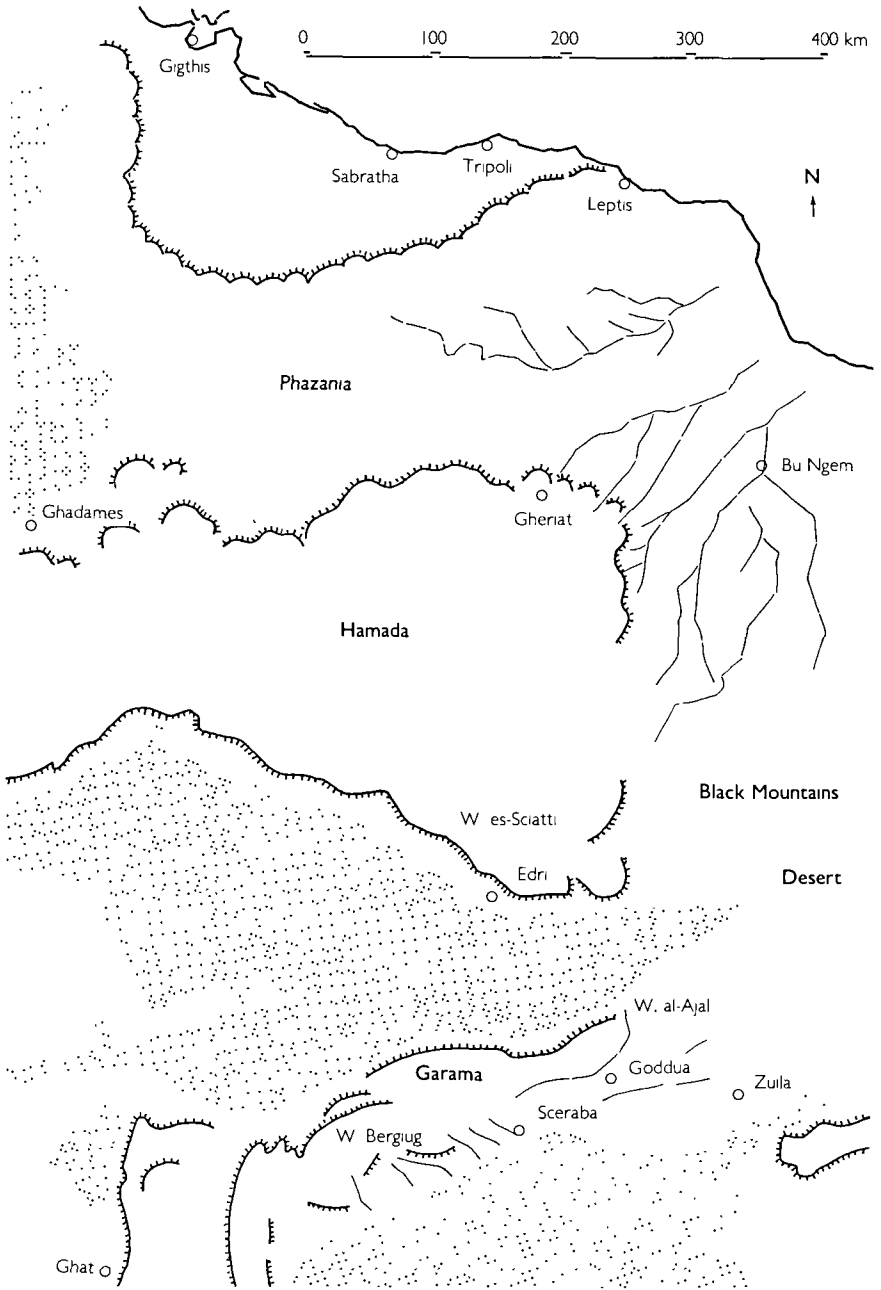 0 100 200 300 400 km
Gigthis
Sabratha
Tripoli
Leptis
N
Phazania
Bu Ngem
Ghadames
Gheriat
Hamada
Black Mountains
W es-Sciatti
Edri
Desert
W. al-Ajal
Garama
Goddua
Zuila
Sceraba
W Bergiug
Ghat